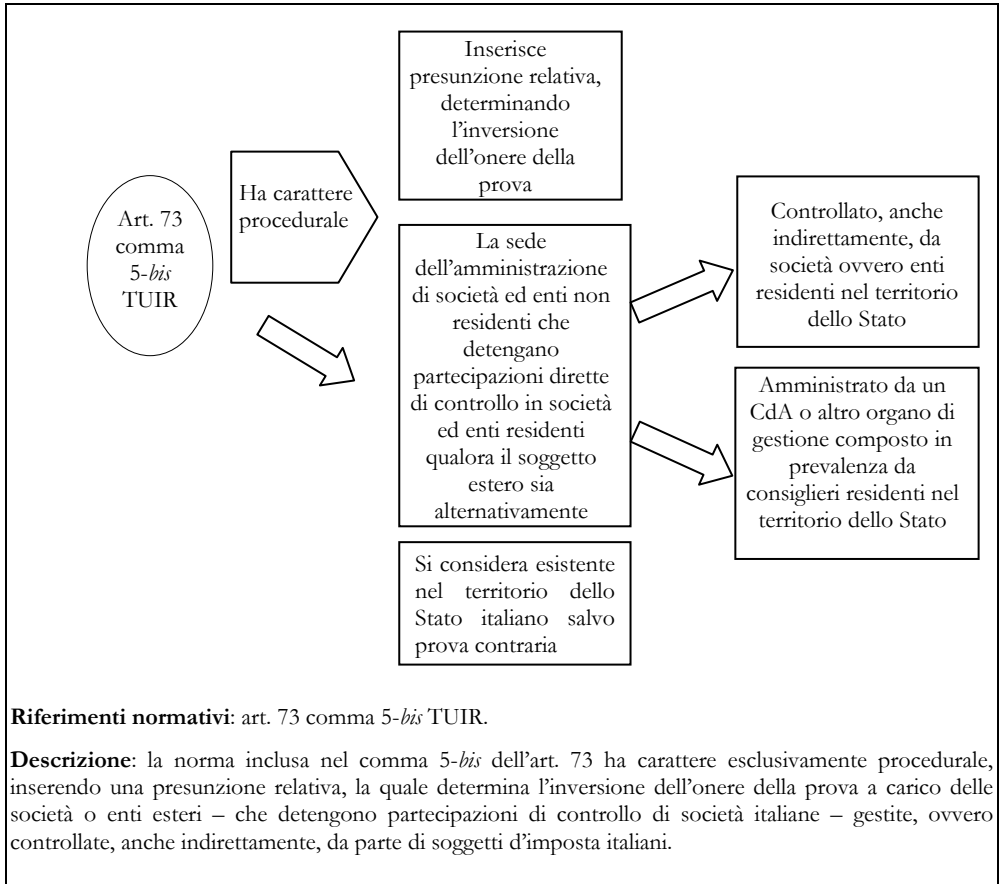 Art. 73
comma
5-bis
TUIR
Ha carattere
procedurale
Inserisce
presunzione relativa,
determinando
l’inversione
dell’onere della
prova
La sede
dell’amministrazione
di società ed enti non
residenti che
detengano
partecipazioni dirette
di controllo in società
ed enti residenti
qualora il soggetto
estero sia
alternativamente
Si considera esistente
nel territorio dello
Stato italiano salvo
prova contraria
Controllato, anche
indirettamente, da
società ovvero enti
residenti nel territorio
dello Stato
Amministrato da un
CdA o altro organo di
gestione composto in
prevalenza da
consiglieri residenti nel
territorio dello Stato
Riferimenti normativi: art. 73 comma 5-bis TUIR.
Descrizione: la norma inclusa nel comma 5-bis dell’art. 73 ha carattere esclusivamente procedurale,
inserendo una presunzione relativa, la quale determina l’inversione dell’onere della prova a carico delle
società o enti esteri – che detengono partecipazioni di controllo di società italiane – gestite, ovvero
controllate, anche indirettamente, da parte di soggetti d’imposta italiani.